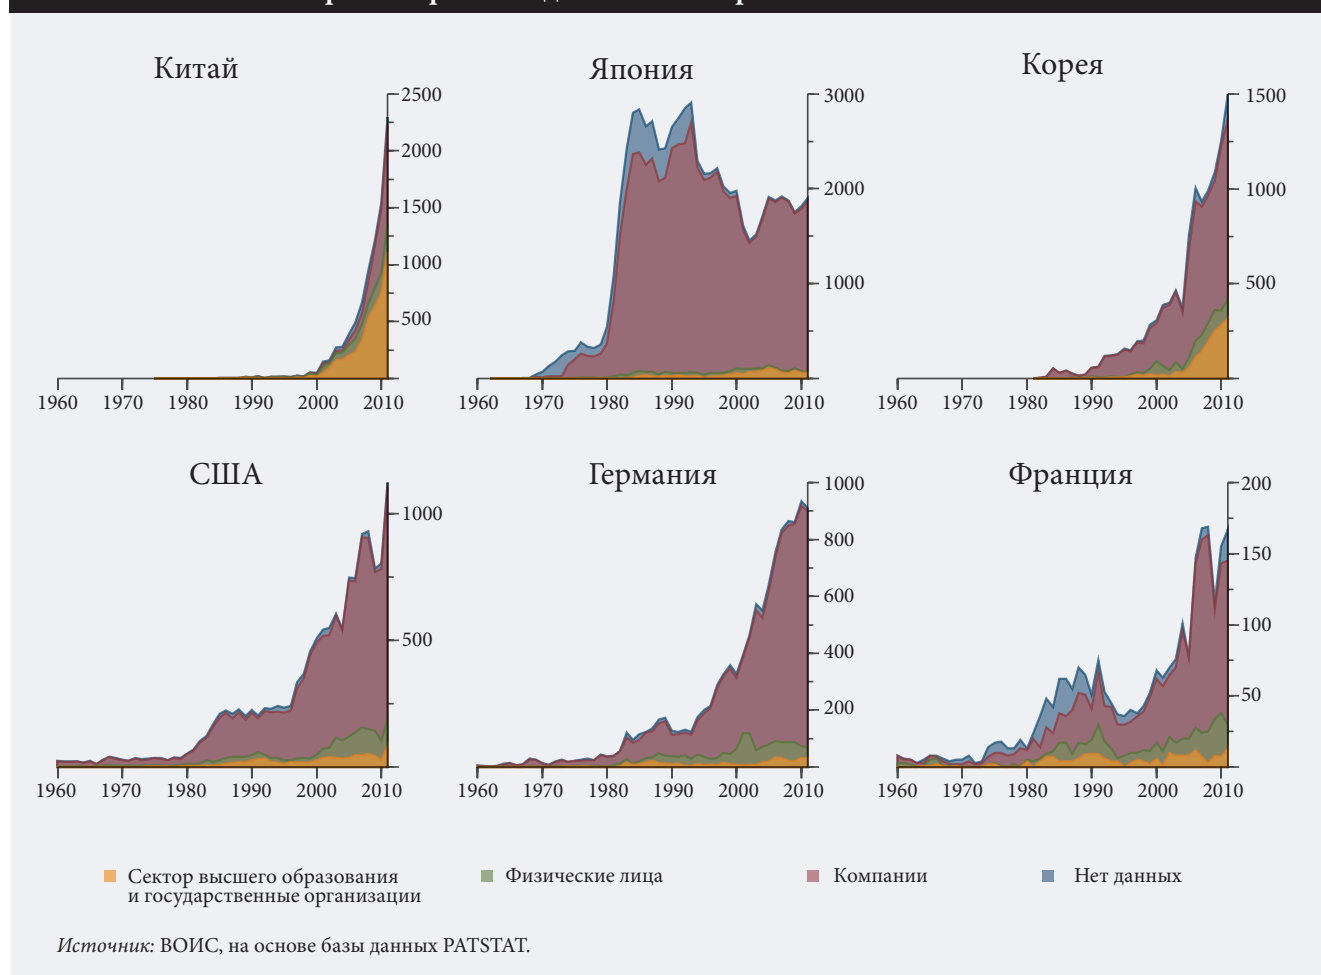 Китай
Япония
Корея
2500
2000
1500
1000
500
3000
2000
1000
1500
1000
500
1960 1970 1980 1990 2000 2010
1960 1970 1980 1990 2000 2010
1960 1970 1980 1990 2000 2010
США
Германия
Франция
1000
500
1000
800
600
400
200
200
150
100
50
1960 1970 1980 1990 2000 2010
1960 1970 1980 1990 2000 2010
1960 1970 1980 1990 2000 2010
Сектор высшего образования
и государственные организации
Физические лица
Компании
Нет данных
Источник: ВОИС, на основе базы данных PATSTAT.